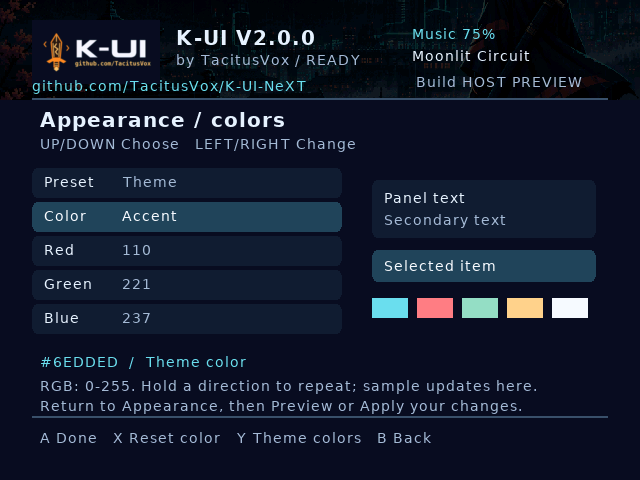 K-UI
github.com/TacitusVox
K-UI V2.0.0
by TacitusVox / READY
Music 75%
Moonlit Circuit
github.com/TacitusVox/K-UI-NeXT
Build HOST PREVIEW
Appearance / colors
UP/DOWN Choose LEFT/RIGHT Change
Preset Theme
Color Accent
Red 110
Green 221
Blue 237
Panel text
Secondary text
Selected item
#6EDDED / Theme color
RGB: 0-255. Hold a direction to repeat; sample updates here.
Return to Appearance, then Preview or Apply your changes.
A Done X Reset color Y Theme colors B Back